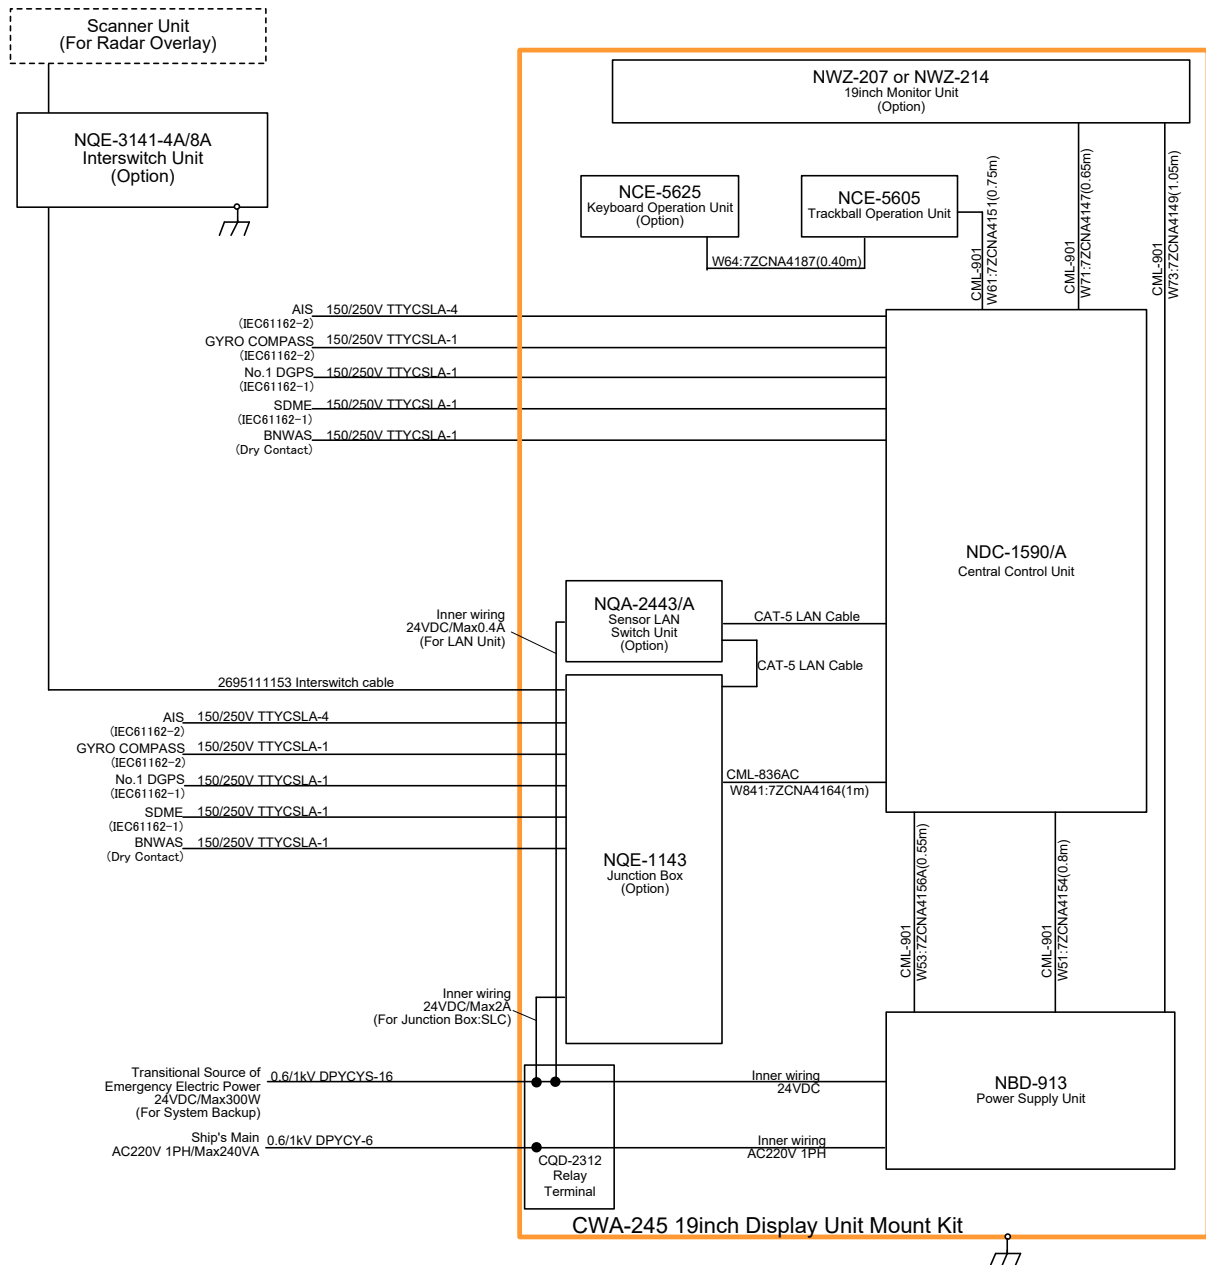 Scanner Unit
(For Radar Overlay)
NQE-3141-4A/8A
Interswitch Unit
(Option)
NWZ-207 or NWZ-214
19inch Monitor Unit
(Option)
NCE-5625
Keyboard Operation Unit
(Option)
NCE-5605
Trackball Operation Unit
W64:7ZCNA4187(0.40m)
CML-901
W61:7ZCNA4151(0.75m)
CML-901
W71:7ZCNA4147(0.65m)
CML-901
W73:7ZCNA4149(1.05m)
AIS 150/250V TTYCSLA-4
(IEC61162-2)
GYRO COMPASS 150/250V TTYCSLA-1
(IEC61162-2)
No.1 DGPS 150/250V TTYCSLA-1
(IEC61162-1)
SDME 150/250V TTYCSLA-1
(IEC61162-1)
BNWAS 150/250V TTYCSLA-1
(Dry Contact)
NDC-1590/A
Central Control Unit
NQA-2443/A
Sensor LAN
Switch Unit
(Option)
Inner wiring
24VDC/Max0.4A
(For LAN Unit)
CAT-5 LAN Cable
CAT-5 LAN Cable
2695111153 Interswitch cable
AIS 150/250V TTYCSLA-4
(IEC61162-2)
GYRO COMPASS 150/250V TTYCSLA-1
(IEC61162-2)
No.1 DGPS 150/250V TTYCSLA-1
(IEC61162-1)
SDME 150/250V TTYCSLA-1
(IEC61162-1)
BNWAS 150/250V TTYCSLA-1
(Dry Contact)
CML-836AC
W841:7ZCNA4164(1m)
NQE-1143
Junction Box
(Option)
CML-901
W53:7ZCNA4156A(0.55m)
CML-901
W51:7ZCNA4154(0.8m)
Inner wiring
24VDC/Max2A
(For Junction Box:SLC)
Transitional Source of
Emergency Electric Power
24VDC/Max300W
(For System Backup)
0.6/1kV DPYCYS-16
Inner wiring
24VDC
NBD-913
Power Supply Unit
Ship's Main
AC220V 1PH/Max240VA
0.6/1kV DPYCY-6
Inner wiring
AC220V 1PH
CQD-2312
Relay
Terminal
CWA-245 19inch Display Unit Mount Kit